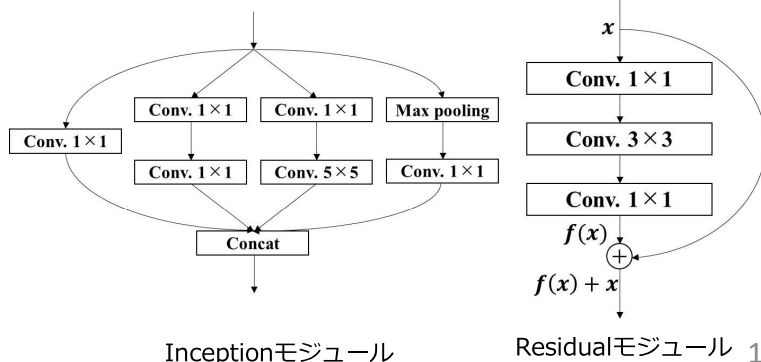 Conv. 1×1
Conv. 1×1
Conv. 1×1
Max pooling
Conv. 1×1
Conv. 5×5
Conv. 1×1
Concat
Inceptionモジュール
x
Conv. 1×1
Conv. 3×3
Conv. 1×1
f(x)
+
f(x) + x
Residualモジュール
1